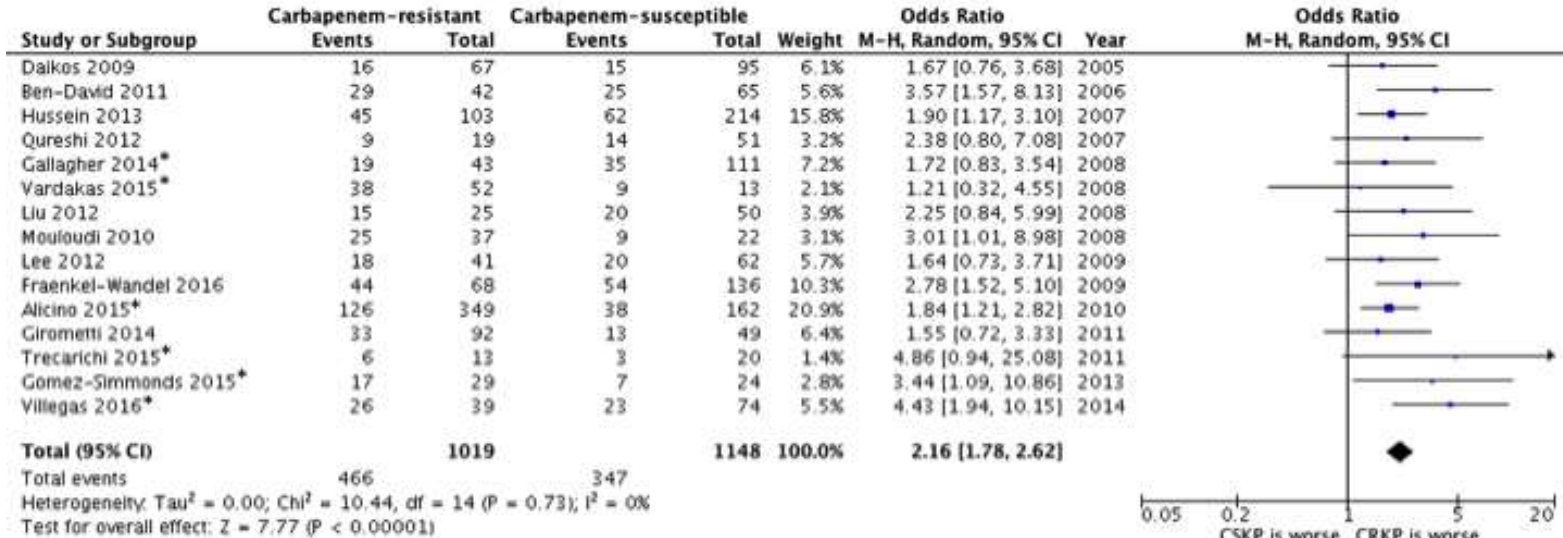 Carbapenem-resistant Carbapenem-susceptible Odds Ratio Odds Ratio
Study or Subgroup Events Total Events Total Weight M-H, Random, 95% CI Year M-H, Random, 95% CI
Daikos 2009 16 67 15 95 6.1% 1.67 [0.76, 3.68] 2005
Ben-David 2011 29 42 25 65 5.6% 3.57 [1.57, 8.13] 2006
Hussein 2013 45 103 62 214 15.8% 1.90 [1.17, 3.10] 2007
Qureshi 2012 9 19 14 51 3.2% 2.38 [0.80, 7.08] 2007
Gallagher 2014* 19 43 35 111 7.2% 1.72 [0.83, 3.54] 2008
Vardakas 2015* 38 52 9 13 2.1% 1.21 [0.32, 4.55] 2008
Liu 2012 15 25 20 50 3.9% 2.25 [0.84, 5.99] 2008
Mouloudi 2010 25 37 9 22 3.1% 3.01 [1.01, 8.98] 2008
Lee 2012 18 41 20 62 5.7% 1.64 [0.73, 3.71] 2009
Fraenkel-Wandel 2016 44 68 54 136 10.3% 2.78 [1.52, 5.10] 2009
Alicino 2015* 126 349 38 162 20.9% 1.84 [1.21, 2.82] 2010
Girometti 2014 33 92 13 49 6.4% 1.55 [0.72, 3.33] 2011
Trecarichi 2015* 6 13 3 20 1.4% 4.86 [0.94, 25.08] 2011
Gomez-Simmonds 2015* 17 29 7 24 2.8% 3.44 [1.09, 10.86] 2013
Villegas 2016* 26 39 23 74 5.5% 4.43 [1.94, 10.15] 2014
Total (95% CI) 1019 1148 100.0% 2.16 [1.78, 2.62]
Total events 466 347
Heterogeneity: Tau² = 0.00; Chi² = 10.44, df = 14 (P = 0.73); I² = 0%
Test for overall effect: Z = 7.77 (P < 0.00001)
0.05 0.2 1 5 20
CSKP is worse CRKP is worse